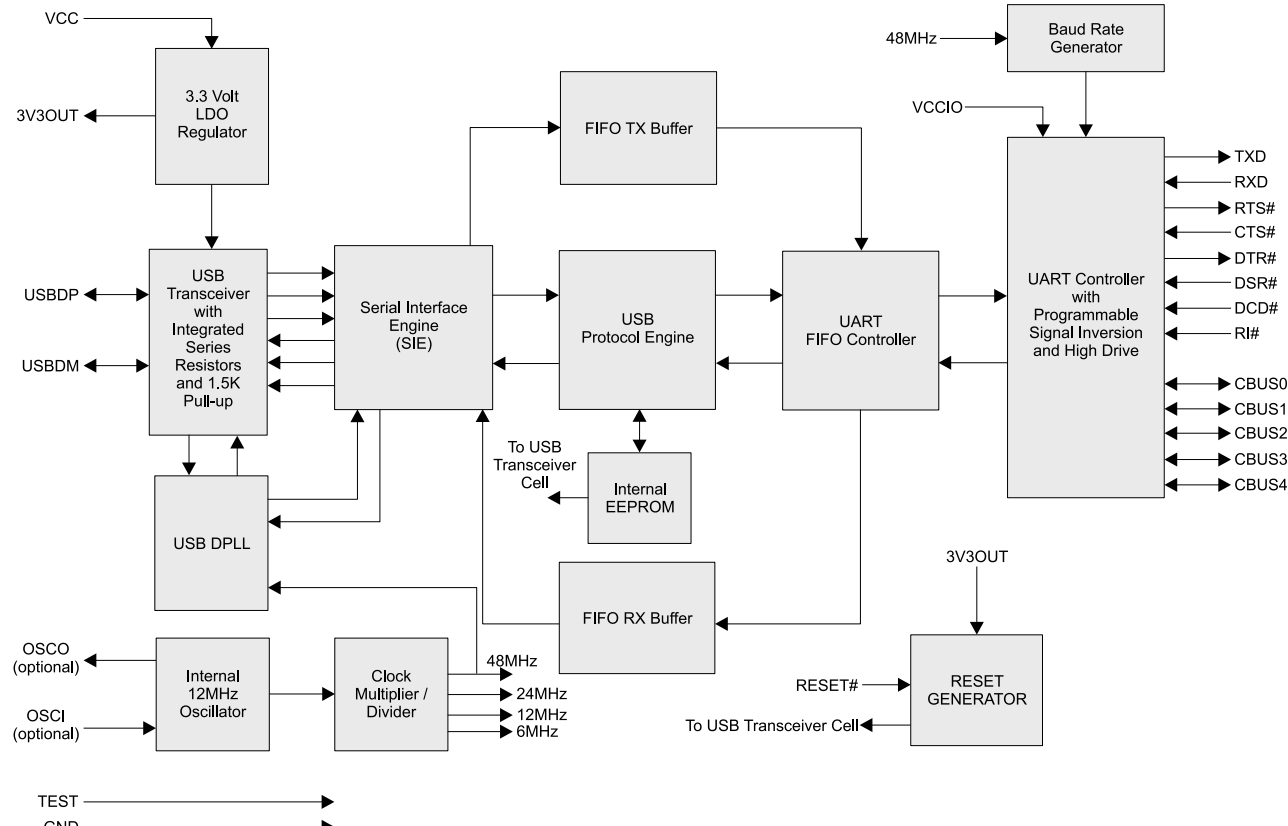 VCC
3V3OUT
3.3 Volt
LDO
Regulator
FIFO TX Buffer
48MHz
Baud Rate
Generator
VCCIO
USBDP
USBDM
USB
Transceiver
with
Integrated
Series
Resistors
and 1.5K
Pull-up
Serial Interface
Engine
(SIE)
USB
Protocol Engine
UART
FIFO Controller
UART Controller
with
Programmable
Signal Inversion
and High Drive
TXD
RXD
RTS#
CTS#
DTR#
DSR#
DCD#
RI#
CBUS0
CBUS1
CBUS2
CBUS3
CBUS4
USB DPLL
To USB
Transceiver
Cell
Internal
EEPROM
FIFO RX Buffer
3V3OUT
RESET#
RESET
GENERATOR
To USB Transceiver Cell
OSCO
(optional)
OSCI
(optional)
Internal
12MHz
Oscillator
Clock
Multiplier /
Divider
48MHz
24MHz
12MHz
6MHz
TEST
GND